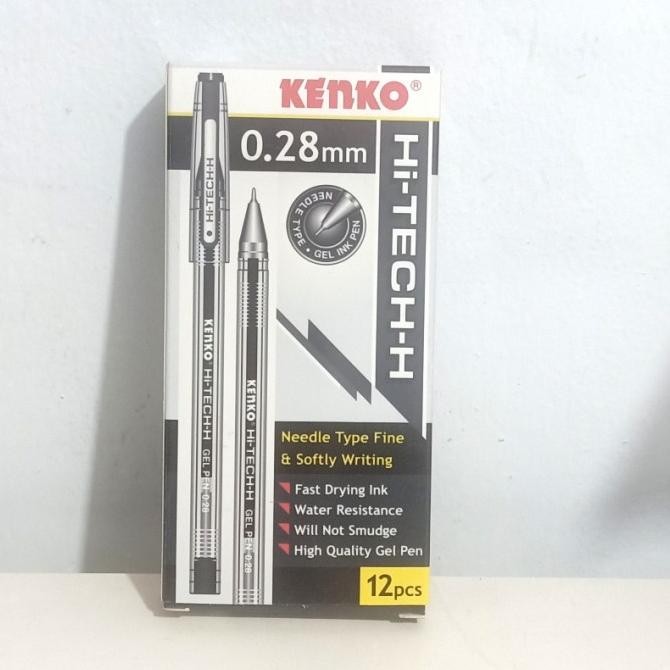 KENKO®
0.28mm
Hi-TECH-H
NEEDLE TYPE • GEL INK PEN
Hi-TECH-H
KENKO Hi-TECH-H GEL PEN 0.28
KENKO Hi-TECH-H GEL PEN 0.28
Needle Type Fine
& Softly Writing
Fast Drying Ink
Water Resistance
Will Not Smudge
High Quality Gel Pen
12pcs